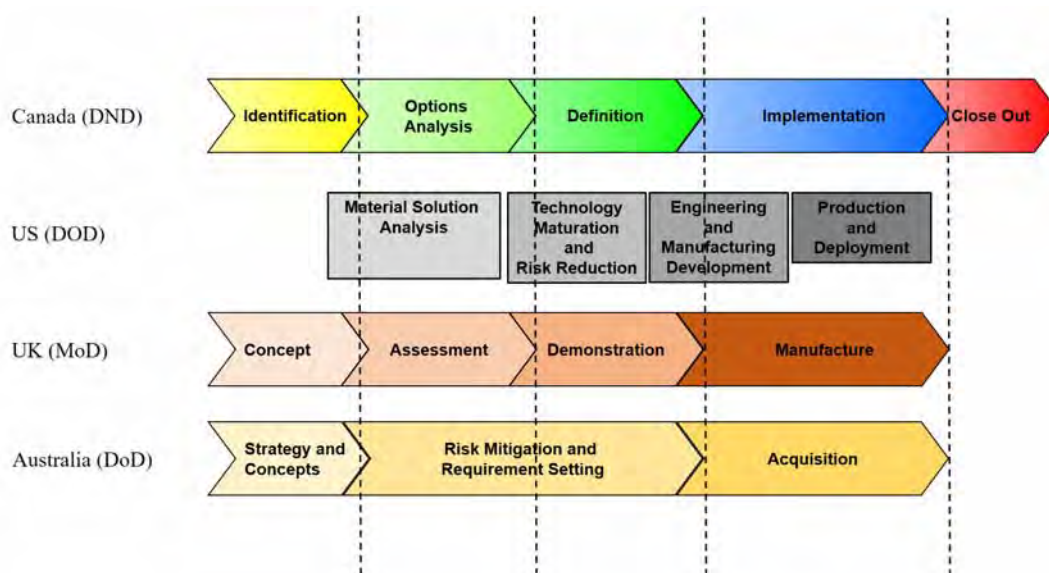 Canada (DND)
Identification
Options
Analysis
Definition
Implementation
Close Out
US (DOD)
Material Solution
Analysis
Technology
Maturation
and
Risk Reduction
Engineering
and
Manufacturing
Development
Production
and
Deployment
UK (MoD)
Concept
Assessment
Demonstration
Manufacture
Australia (DoD)
Strategy and
Concepts
Risk Mitigation and
Requirement Setting
Acquisition